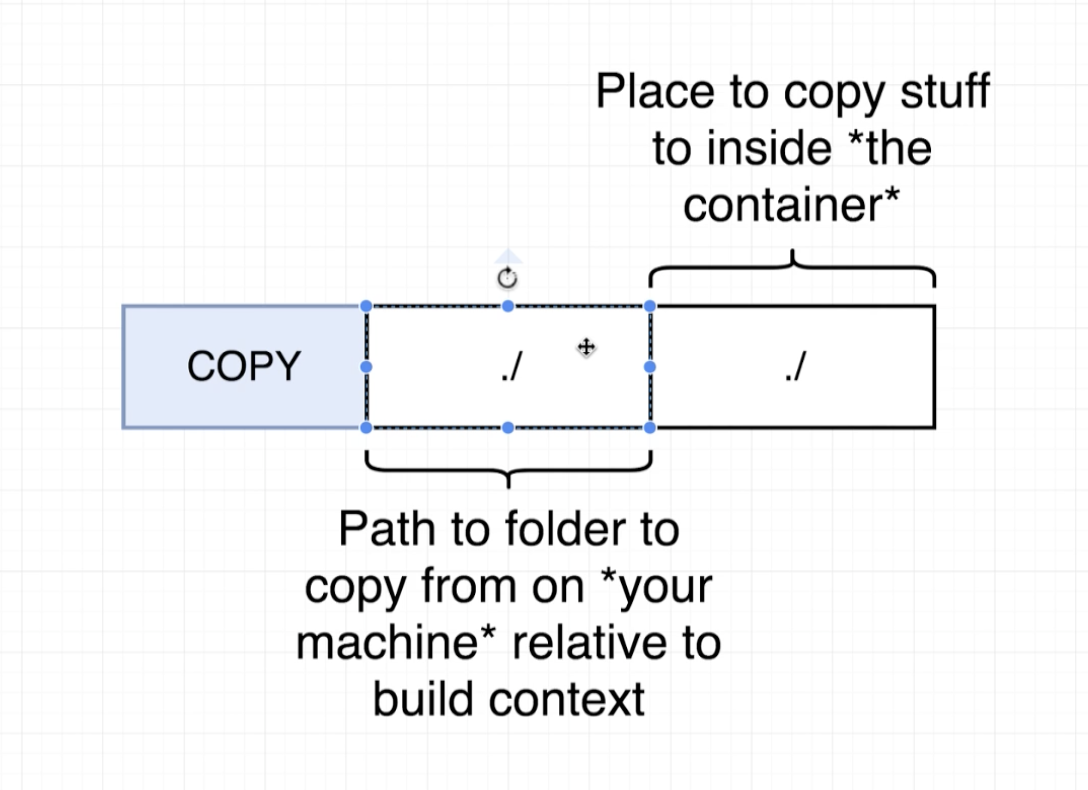 Place to copy stuff
to inside *the
container*
COPY ./ ./
Path to folder to
copy from on *your
machine* relative to
build context